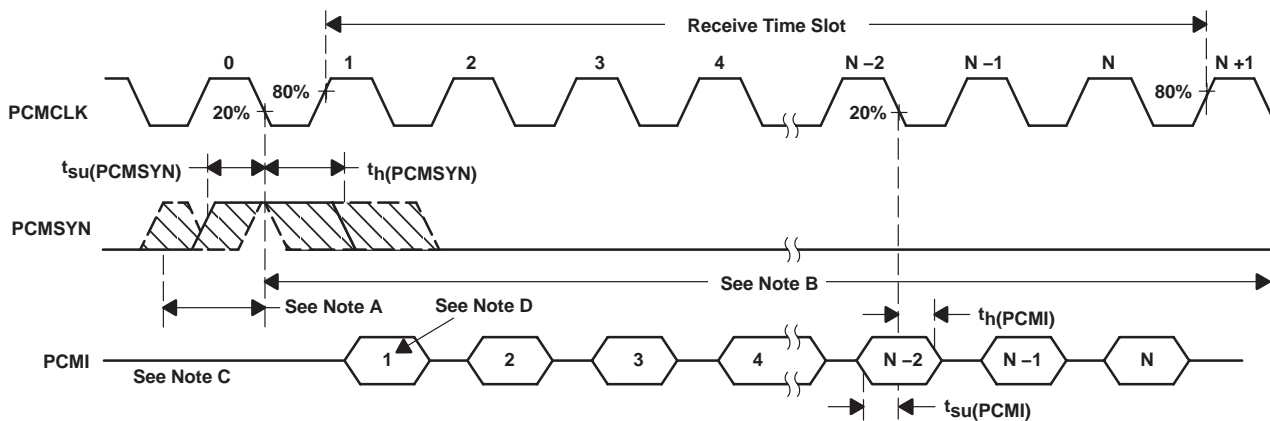 Receive Time Slot
0 1 2 3 4 N –2 N –1 N N +1
80% 80%
20% 20%
PCMCLK
tsu(PCMSYN) th(PCMSYN)
PCMSYN
See Note A See Note B
See Note D th(PCMI)
PCMI 1 2 3 4 N –2 N –1 N
See Note C
tsu(PCMI)